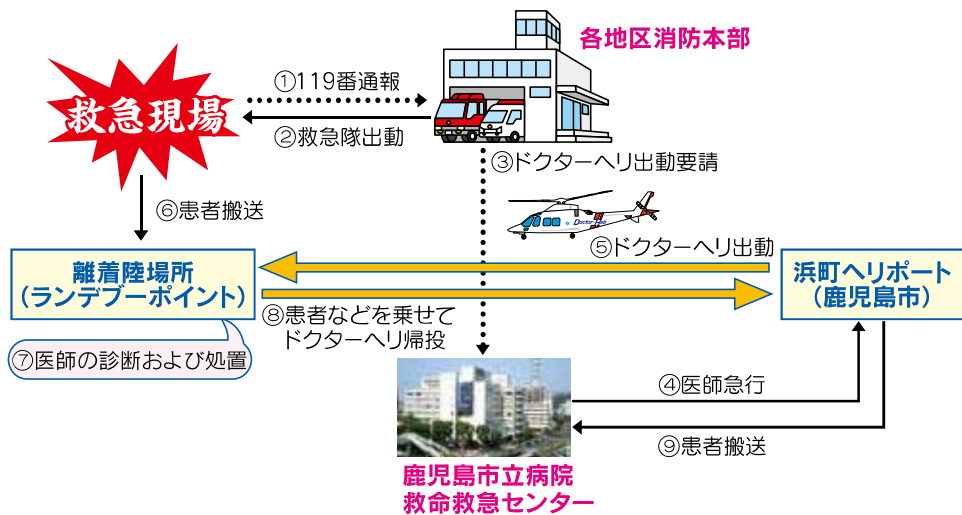 各地区消防本部
①119番通報
救急現場
②救急隊出動
③ドクターヘリ出動要請
⑥患者搬送
Doctor-Heli
⑤ドクターヘリ出動
離着陸場所
(ランデブーポイント)
浜町ヘリポート
(鹿児島市)
⑧患者などを乗せて
ドクターヘリ帰投
⑦医師の診断および処置
④医師急行
⑨患者搬送
鹿児島市立病院
救命救急センター